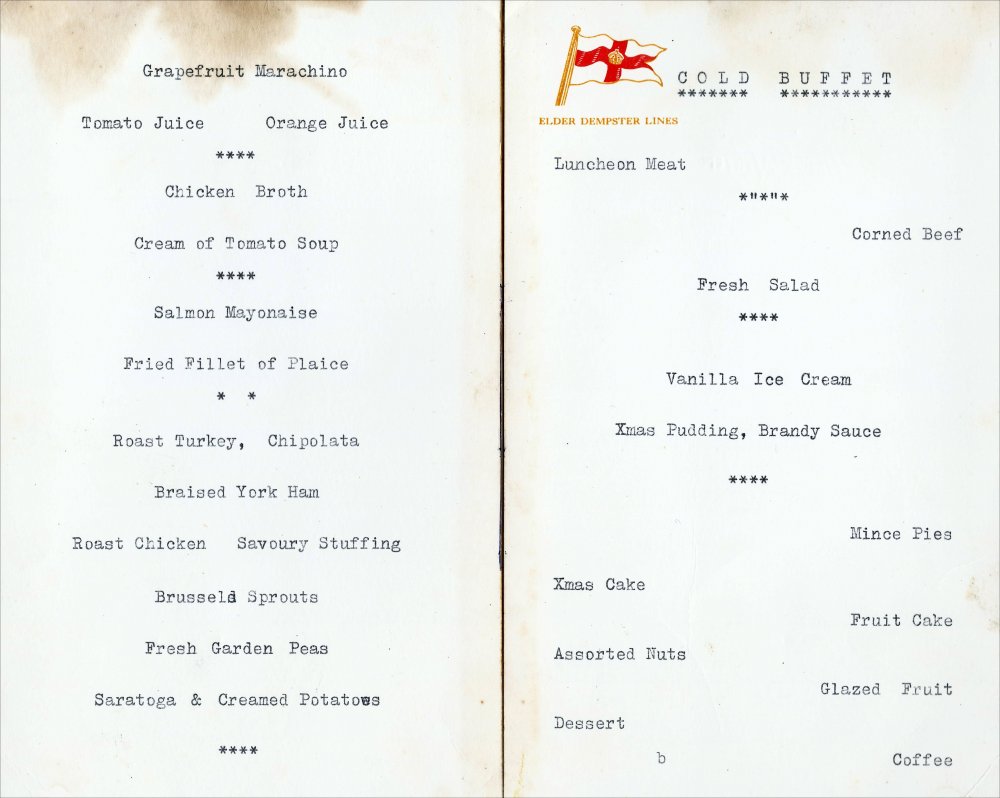 Grapefruit Marachino
Tomato Juice Orange Juice
****
Chicken Broth
Cream of Tomato Soup
****
Salmon Mayonaise
Fried Fillet of Plaice
* *
Roast Turkey, Chipolata
Braised York Ham
Roast Chicken Savoury Stuffing
Brussels Sprouts
Fresh Garden Peas
Saratoga & Creamed Potatoes
****
ELDER DEMPSTER LINES
COLD BUFFET
******* ***********
Luncheon Meat
*"*"*
Corned Beef
Fresh Salad
****
Vanilla Ice Cream
Xmas Pudding, Brandy Sauce
****
Mince Pies
Xmas Cake
Fruit Cake
Assorted Nuts
Glazed Fruit
Dessert
b
Coffee